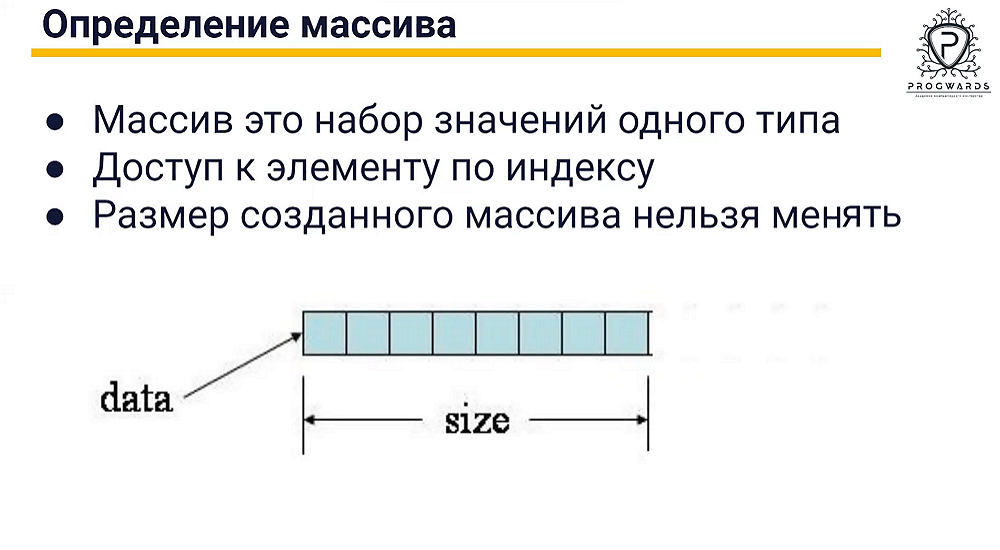 Определение массива
PROGWARDS
● Массив это набор значений одного типа
● Доступ к элементу по индексу
● Размер созданного массива нельзя менять
data
size